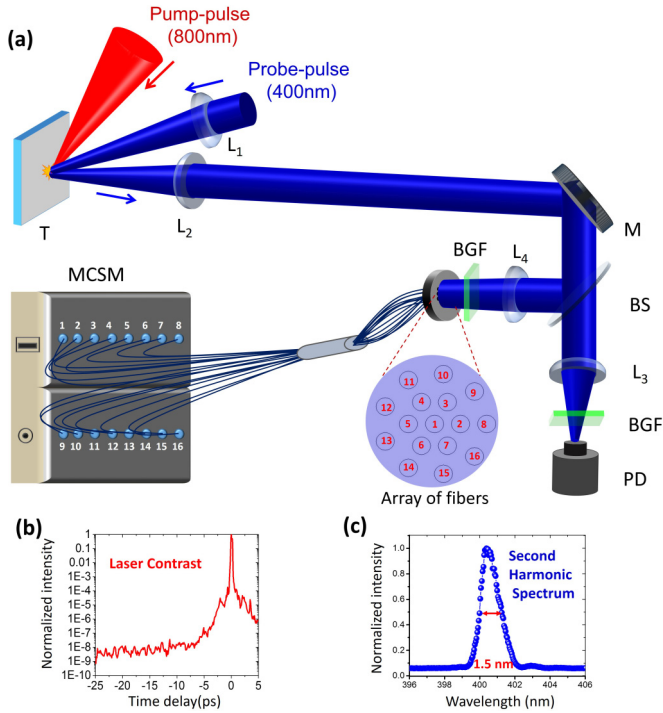 (a)
Pump-pulse
(800nm)
Probe-pulse
(400nm)
L1
L2
T
M
MCSM
BGF
L4
BS
1 2 3 4 5 6 7 8
9 10 11 12 13 14 15 16
L3
BGF
PD
11 10 9
12 4 3
5 1 2 8
13 6 7
14 15 16
Array of fibers
(b)
Laser Contrast
Normalized intensity
1
0.1
0.01
1E-3
1E-4
1E-5
1E-6
1E-7
1E-8
1E-9
1E-10
-25 -20 -15 -10 -5 0 5
Time delay(ps)
(c)
Second
Harmonic
Spectrum
1.5 nm
Normalized intensity
1.0
0.8
0.6
0.4
0.2
0.0
396 398 400 402 404 406
Wavelength (nm)